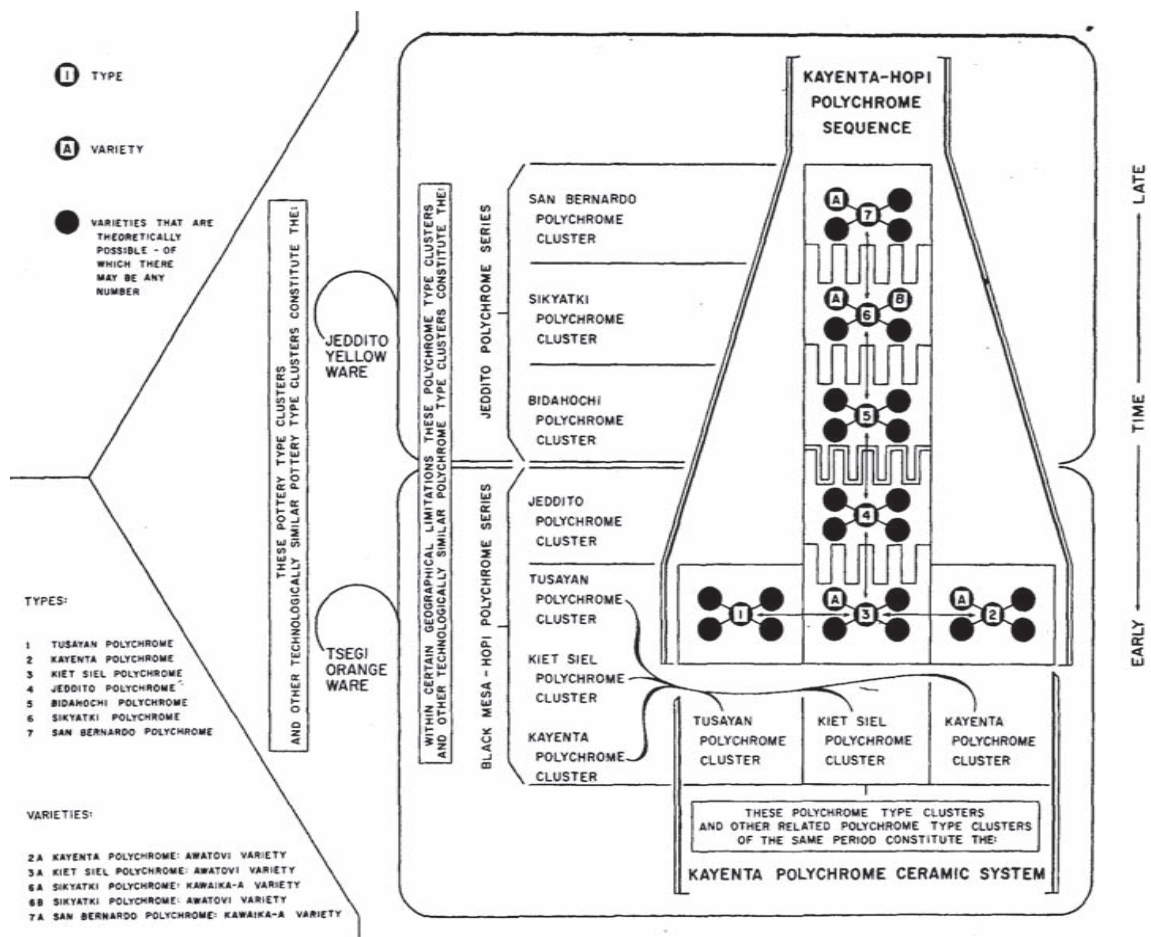 1 TYPE
A VARIETY
VARIETIES THAT ARE
THEORETICALLY
POSSIBLE - OF
WHICH THERE
MAY BE ANY
NUMBER
TYPES:
1 TUSAYAN POLYCHROME
2 KAYENTA POLYCHROME
3 KIET SIEL POLYCHROME
4 JEDDITO POLYCHROME
5 BIDAHOCHI POLYCHROME
6 SIKYATKI POLYCHROME
7 SAN BERNARDO POLYCHROME
VARIETIES:
2A KAYENTA POLYCHROME: AWATOVI VARIETY
3A KIET SIEL POLYCHROME: AWATOVI VARIETY
6A SIKYATKI POLYCHROME: KAWAIKA-A VARIETY
6B SIKYATKI POLYCHROME: AWATOVI VARIETY
7A SAN BERNARDO POLYCHROME: KAWAIKA-A VARIETY
THESE POTTERY TYPE CLUSTERS
AND OTHER TECHNOLOGICALLY SIMILAR POTTERY TYPE CLUSTERS CONSTITUTE THE:
JEDDITO
YELLOW
WARE
TSEGI
ORANGE
WARE
WITHIN CERTAIN GEOGRAPHICAL LIMITATIONS THESE POLYCHROME TYPE CLUSTERS
AND OTHER TECHNOLOGICALLY SIMILAR POLYCHROME TYPE CLUSTERS CONSTITUTE THE:
JEDDITO POLYCHROME SERIES
BLACK MESA-HOPI POLYCHROME SERIES
SAN BERNARDO
POLYCHROME
CLUSTER
SIKYATKI
POLYCHROME
CLUSTER
BIDAHOCHI
POLYCHROME
CLUSTER
JEDDITO
POLYCHROME
CLUSTER
TUSAYAN
POLYCHROME
CLUSTER
KIET SIEL
POLYCHROME
CLUSTER
KAYENTA
POLYCHROME
CLUSTER
KAYENTA-HOPI
POLYCHROME
SEQUENCE
A
7
A B
6
5
4
A A
1 3 2
TUSAYAN
POLYCHROME
CLUSTER
KIET SIEL
POLYCHROME
CLUSTER
KAYENTA
POLYCHROME
CLUSTER
THESE POLYCHROME TYPE CLUSTERS
AND OTHER RELATED POLYCHROME TYPE CLUSTERS
OF THE SAME PERIOD CONSTITUTE THE:
KAYENTA POLYCHROME CERAMIC SYSTEM
EARLY TIME LATE